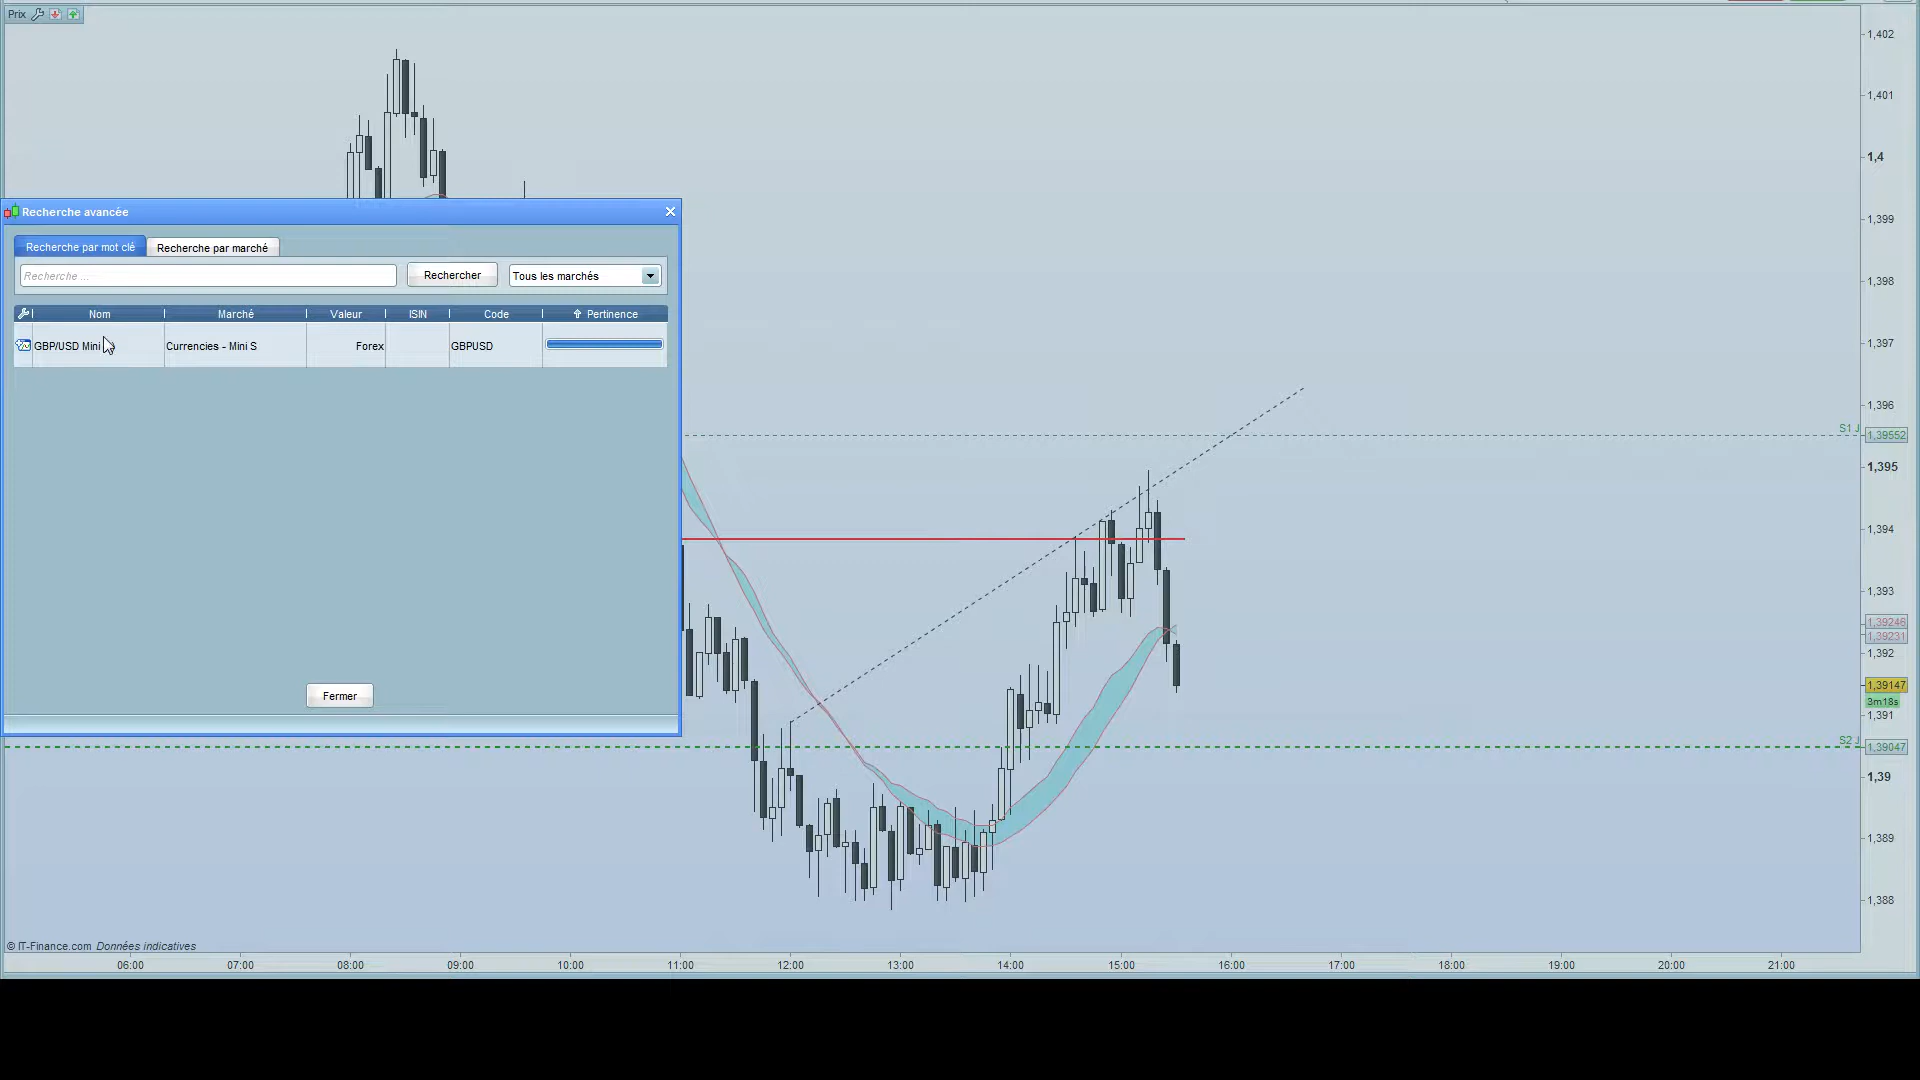 Prix
1,402
1,401
1,4
1,399
1,398
1,397
1,396
S1 J 1,39552
1,395
1,394
1,393
1,39246
1,39231
1,392
1,39147
3m18s
1,391
S2 J 1,39047
1,39
1,389
1,388
Recherche avancée
Recherche par mot clé Recherche par marché
Recherche ... Rechercher Tous les marchés
Nom Marché Valeur ISIN Code Pertinence
GBP/USD Mini Currencies - Mini S Forex GBPUSD
Fermer
© IT-Finance.com Données indicatives
06:00 07:00 08:00 09:00 10:00 11:00 12:00 13:00 14:00 15:00 16:00 17:00 18:00 19:00 20:00 21:00